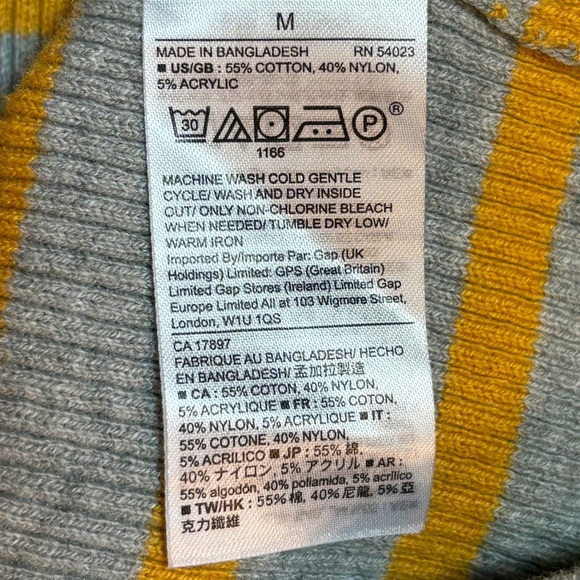 M
MADE IN BANGLADESH RN 54023
■ US/GB : 55% COTTON, 40% NYLON,
5% ACRYLIC
30 P ®
1166
MACHINE WASH COLD GENTLE
CYCLE/ WASH AND DRY INSIDE
OUT/ ONLY NON-CHLORINE BLEACH
WHEN NEEDED/ TUMBLE DRY LOW/
WARM IRON
Imported By/Importe Par: Gap (UK
Holdings) Limited: GPS (Great Britain)
Limited Gap Stores (Ireland) Limited Gap
Europe Limited All at 103 Wigmore Street,
London, W1U 1QS
CA 17897
FABRIQUE AU BANGLADESH/ HECHO
EN BANGLADESH/ 孟加拉製造
■ CA : 55% COTON, 40% NYLON,
5% ACRYLIQUE ■ FR : 55% COTON,
40% NYLON, 5% ACRYLIQUE ■ IT :
55% COTONE, 40% NYLON,
5% ACRILICO ■ JP : 55% 綿,
40% ナイロン, 5% アクリル ■ AR :
55% algodón, 40% poliamida, 5% acrílico
■ TW/HK : 55% 棉, 40% 尼龍, 5% 亞
克力纖維